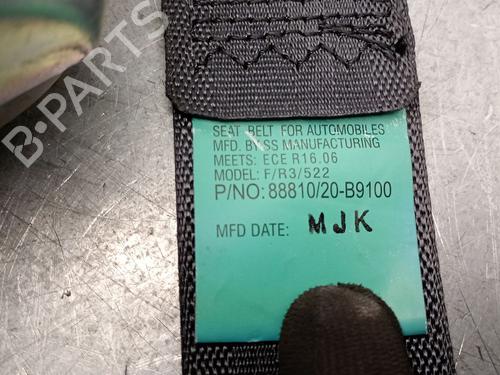 SEAT BELT FOR AUTOMOBILES
MFD. BY:SS MANUFACTURING
MEETS: ECE R16.06
MODEL: F/R3/522
P/NO: 88810/20-B9100
MFD DATE: MJK
B-PARTS